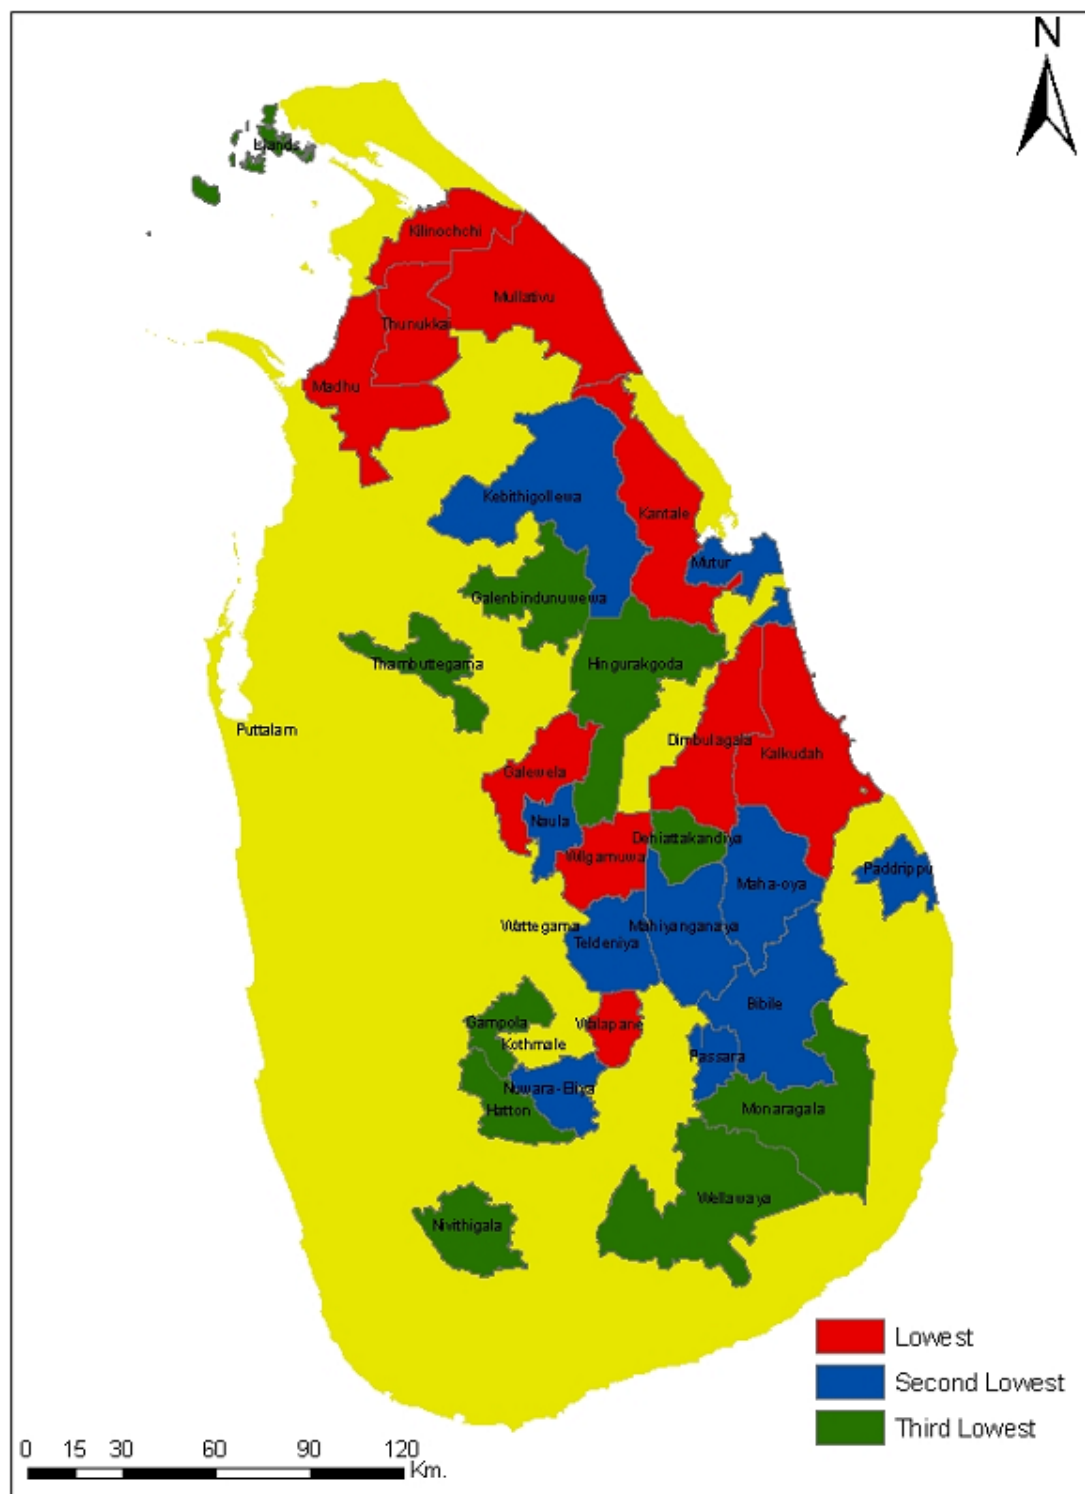 N
Islands
Kilinochchi
Mullativu
Thunukkai
Madhu
Kebithigollewa
Kantale
Mutur
Galenbindunuwewa
Thambuttegama
Hingurakgoda
Puttalam
Dimbulagala
Kalkudah
Galewela
Naula
Wilgamuwa
Dehiattakandiya
Paddrippu
Maha-oya
Wattegama
Mahiyanganaya
Teldeniya
Bibile
Gampola
Walapane
Kothmale
Passara
Nuwara-Eliya
Hatton
Monaragala
Wellawaya
Nivithigala
Lowest
Second Lowest
Third Lowest
0 15 30 60 90 120
Km.